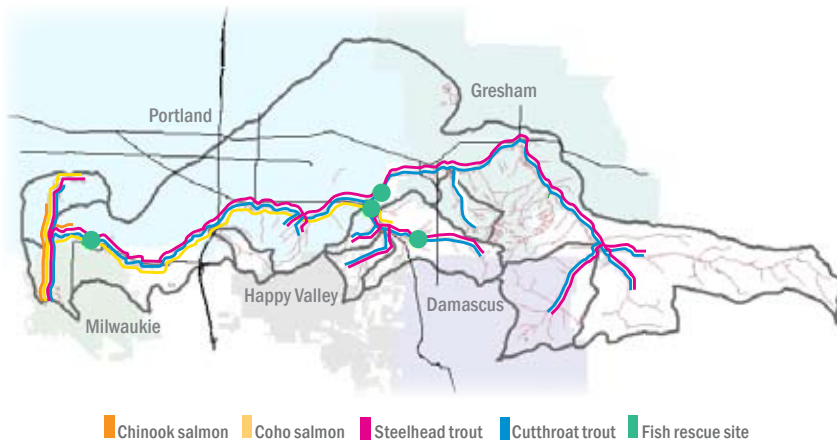 Gresham
Portland
Happy Valley
Damascus
Milwaukie
Chinook salmon Coho salmon Steelhead trout Cutthroat trout Fish rescue site